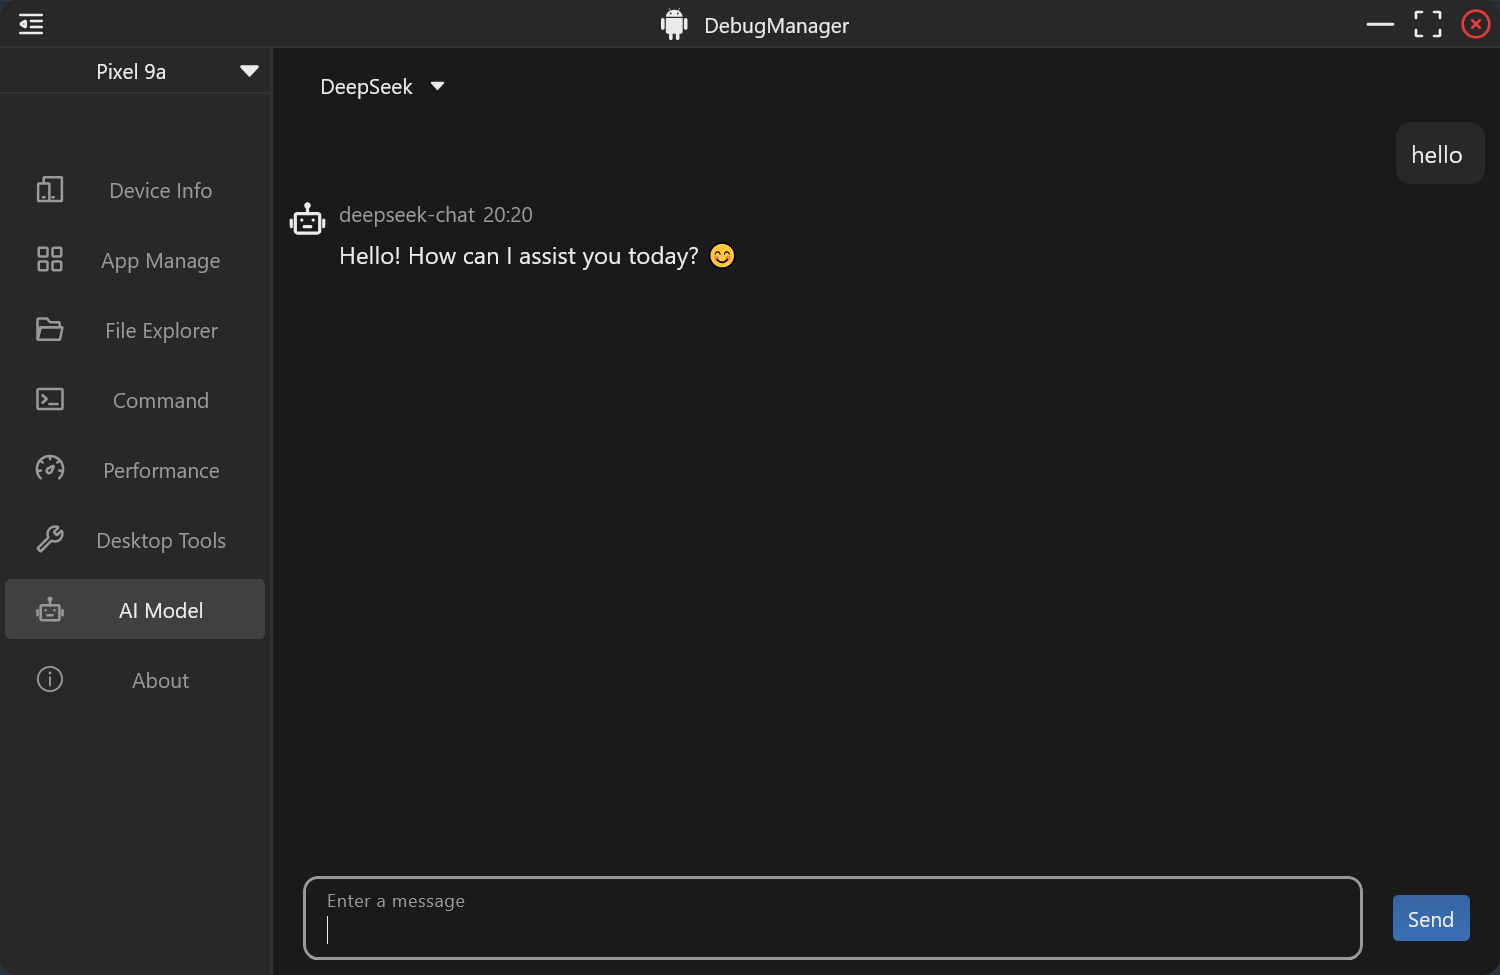 DebugManager
Pixel 9a
Device Info
App Manage
File Explorer
Command
Performance
Desktop Tools
AI Model
About
DeepSeek
hello
deepseek-chat 20:20
Hello! How can I assist you today? 😊
Enter a message
Send